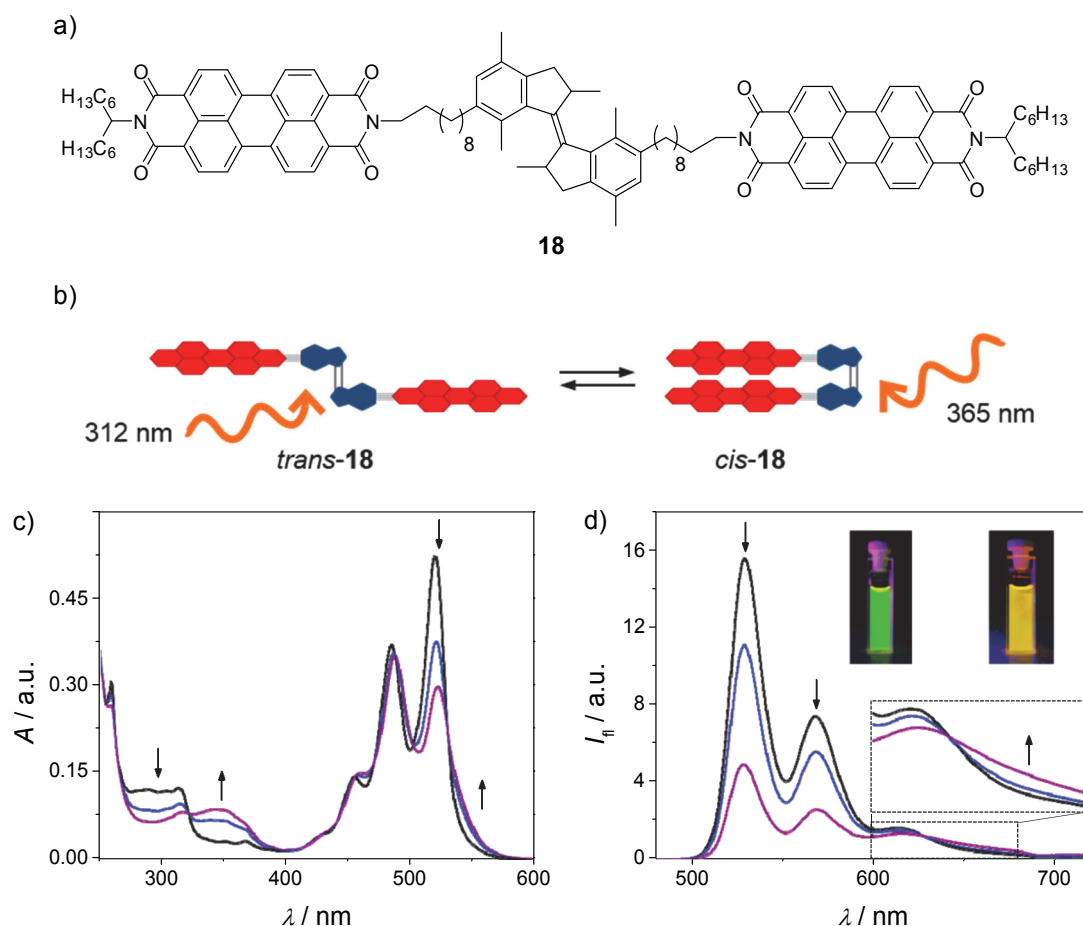 a)
O O O O
H13C6
N N
H13C6
O O
( )8
( )8
O O O O
N N
C6H13
C6H13
O O
18
b)
312 nm
trans-18
cis-18
365 nm
c)
A / a.u.
0.45
0.30
0.15
0.00
300 400 500 600
λ / nm
d)
Ifl / a.u.
16
12
8
4
0
500 600 700
λ / nm